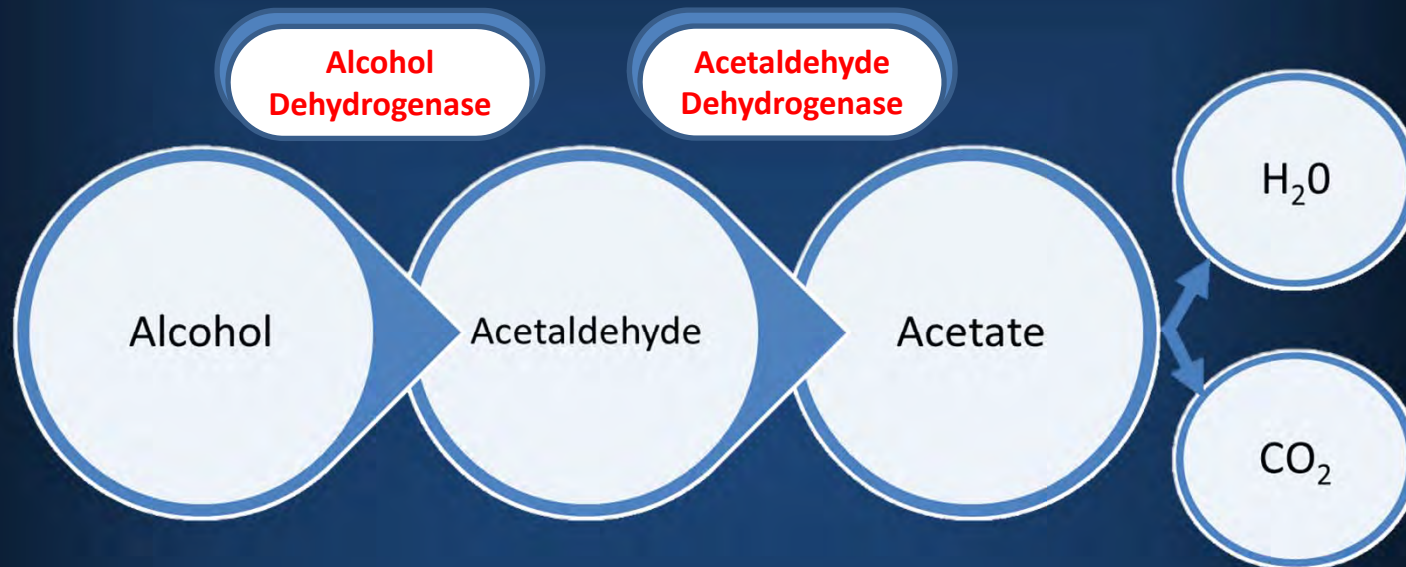 Alcohol
Dehydrogenase
Acetaldehyde
Dehydrogenase
Alcohol
Acetaldehyde
Acetate
H₂0
CO₂